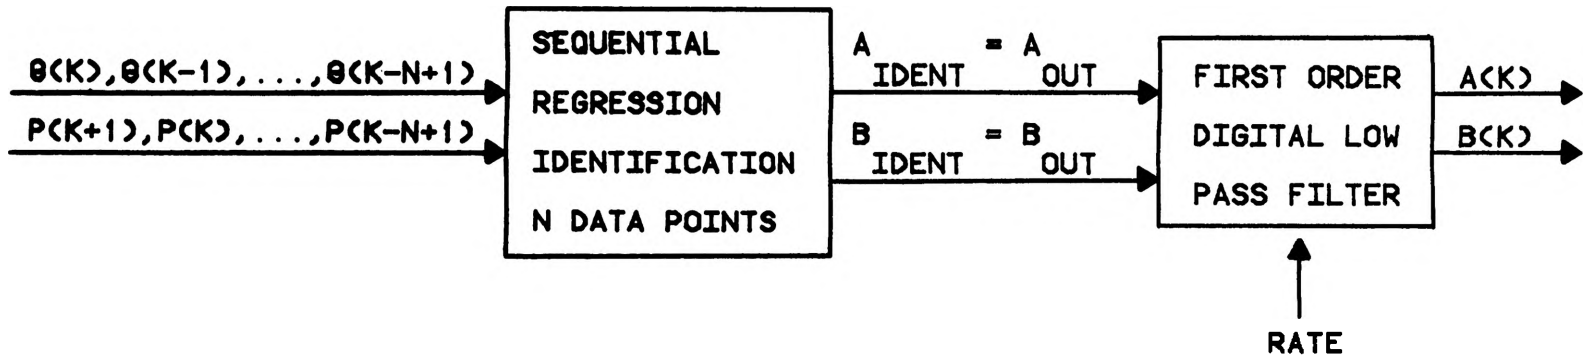 θ(K),θ(K-1),...,θ(K-N+1)
P(K+1),P(K),...,P(K-N+1)
SEQUENTIAL
REGRESSION
IDENTIFICATION
N DATA POINTS
A IDENT = A OUT
B IDENT = B OUT
FIRST ORDER
DIGITAL LOW
PASS FILTER
A(K)
B(K)
RATE